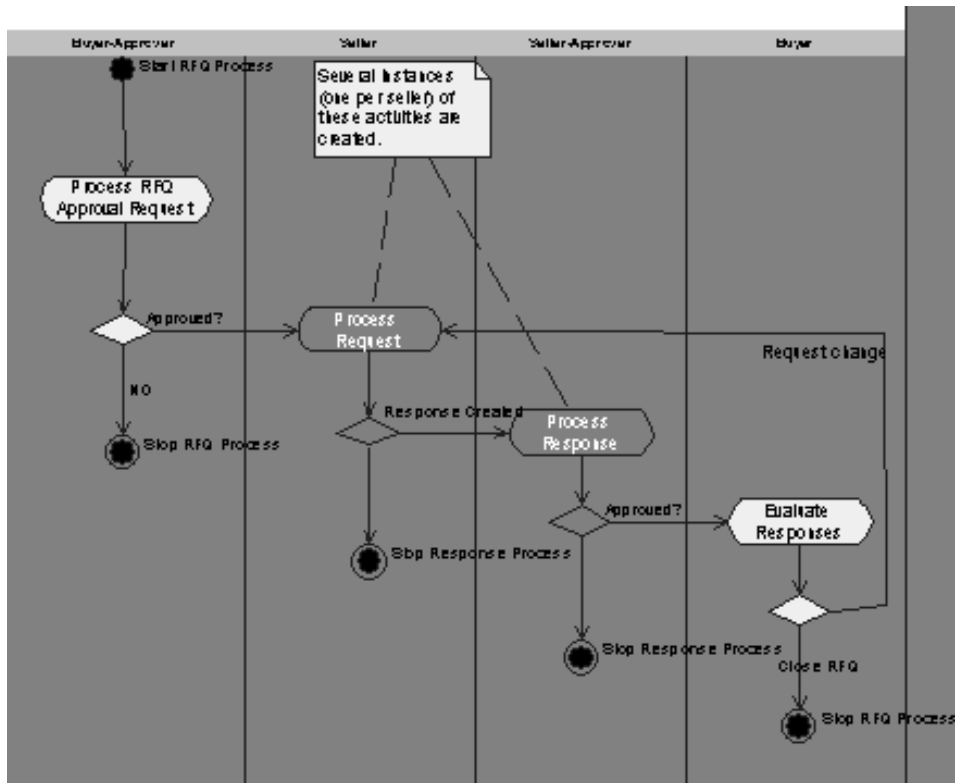 Buyer-Approver
Seller
Seller-Approver
Buyer
Start RFQ Process
Several Instances
(one per seller) of
these activities are
created.
Process RFQ
Approval Request
Approved?
Process
Request
Request change
NO
Response Created
Process
Response
Stop RFQ Process
Approved?
Evaluate
Responses
Stop Response Process
Stop Response Process
Close RFQ
Stop RFQ Process